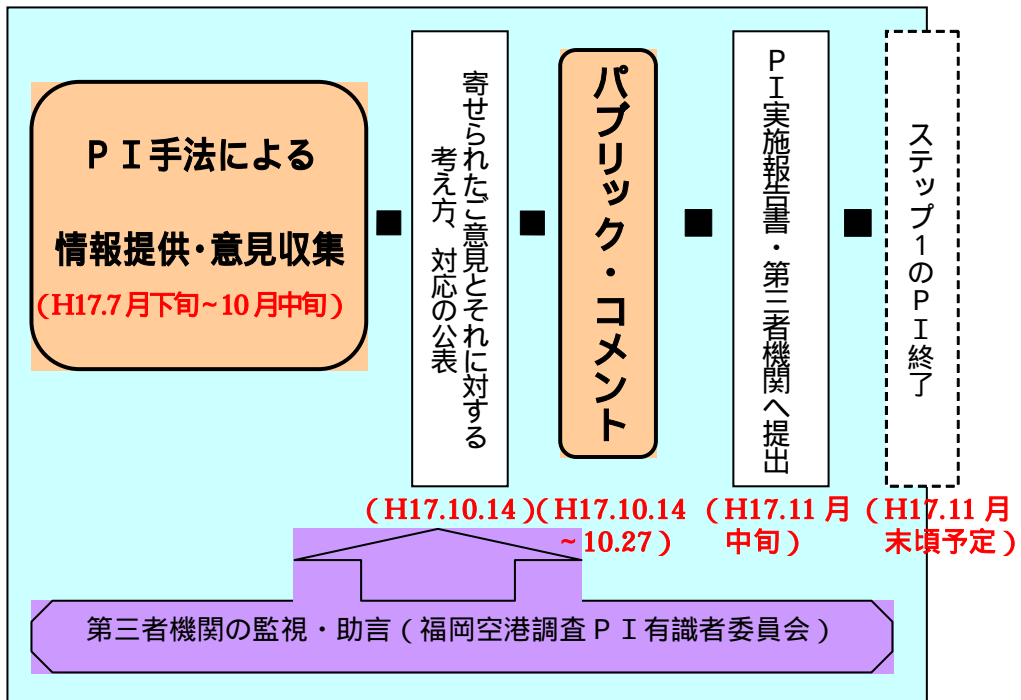 ＰＩ手法による
情報提供・意見収集
（H17.7月下旬～10月中旬）
寄せられたご意見とそれに対する
考え方、対応の公表
（H17.10.14）
パブリック・コメント
（H17.10.14
～10.27）
ＰＩ実施報告書・第三者機関へ提出
（H17.11月
中旬）
ステップ1のＰＩ終了
（H17.11月
末頃予定）
第三者機関の監視・助言（福岡空港調査ＰＩ有識者委員会）